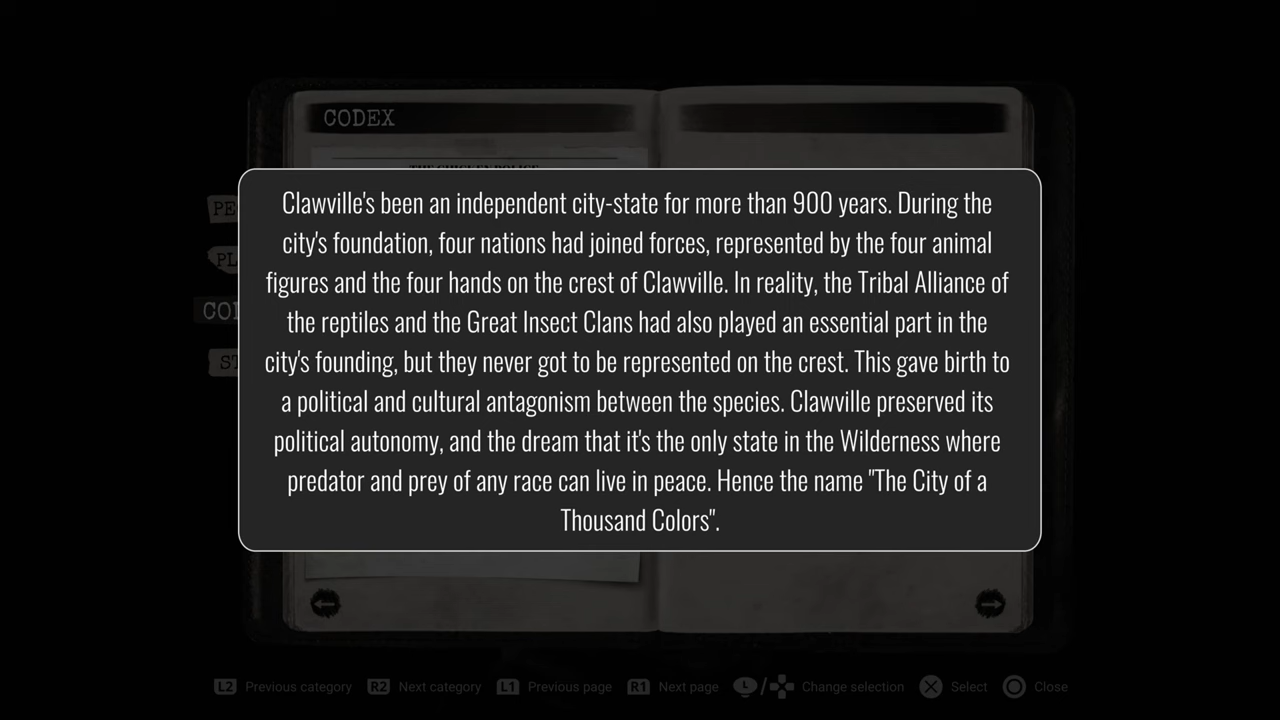 CODEX
THE CHICKEN POLICE
Clawville's been an independent city-state for more than 900 years. During the
city's foundation, four nations had joined forces, represented by the four animal
figures and the four hands on the crest of Clawville. In reality, the Tribal Alliance of
the reptiles and the Great Insect Clans had also played an essential part in the
city's founding, but they never got to be represented on the crest. This gave birth to
a political and cultural antagonism between the species. Clawville preserved its
political autonomy, and the dream that it's the only state in the Wilderness where
predator and prey of any race can live in peace. Hence the name "The City of a
Thousand Colors".
L2 Previous category R2 Next category L1 Previous page R1 Next page L / Change selection Select Close